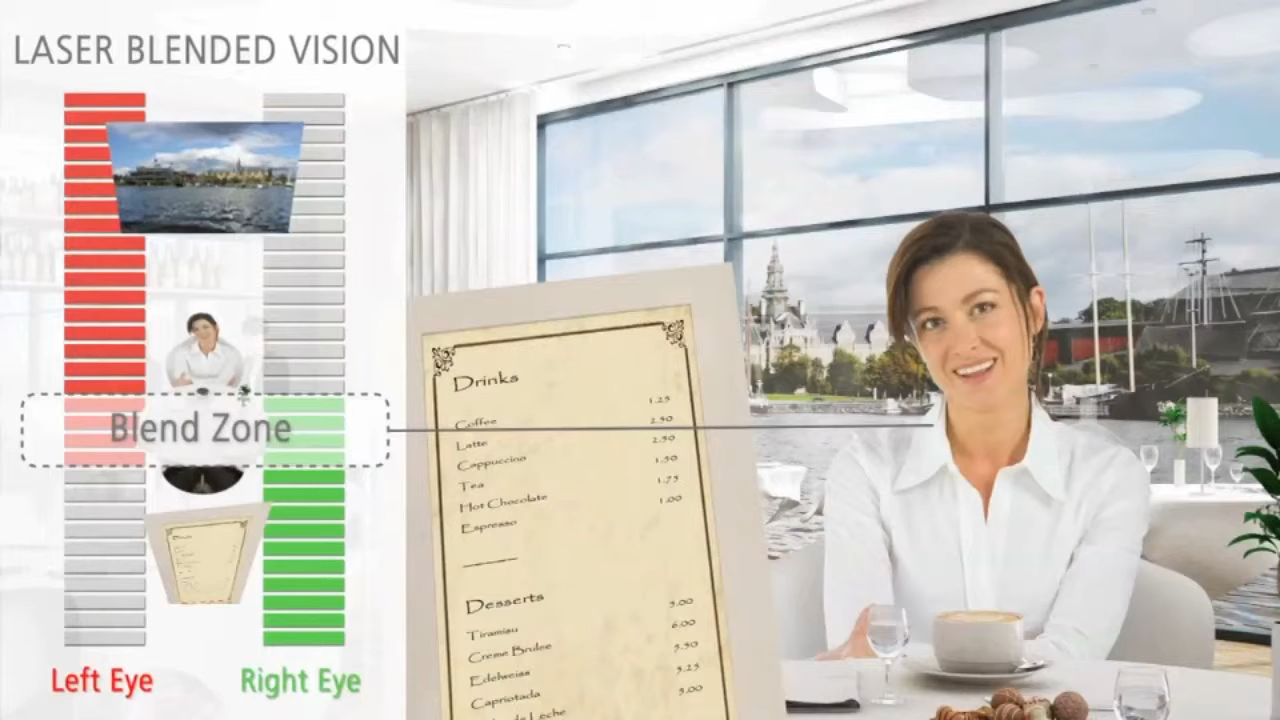 LASER BLENDED VISION
Blend Zone
Left Eye
Right Eye
Drinks
Coffee 1.25
Latte 2.50
Cappuccino 2.50
Tea 1.50
Hot Chocolate 1.75
Espresso 1.00
Desserts
Tiramisu 5.00
Creme Brulee 6.00
Edelweiss 5.50
Capriotada 5.25
de Leche 5.00